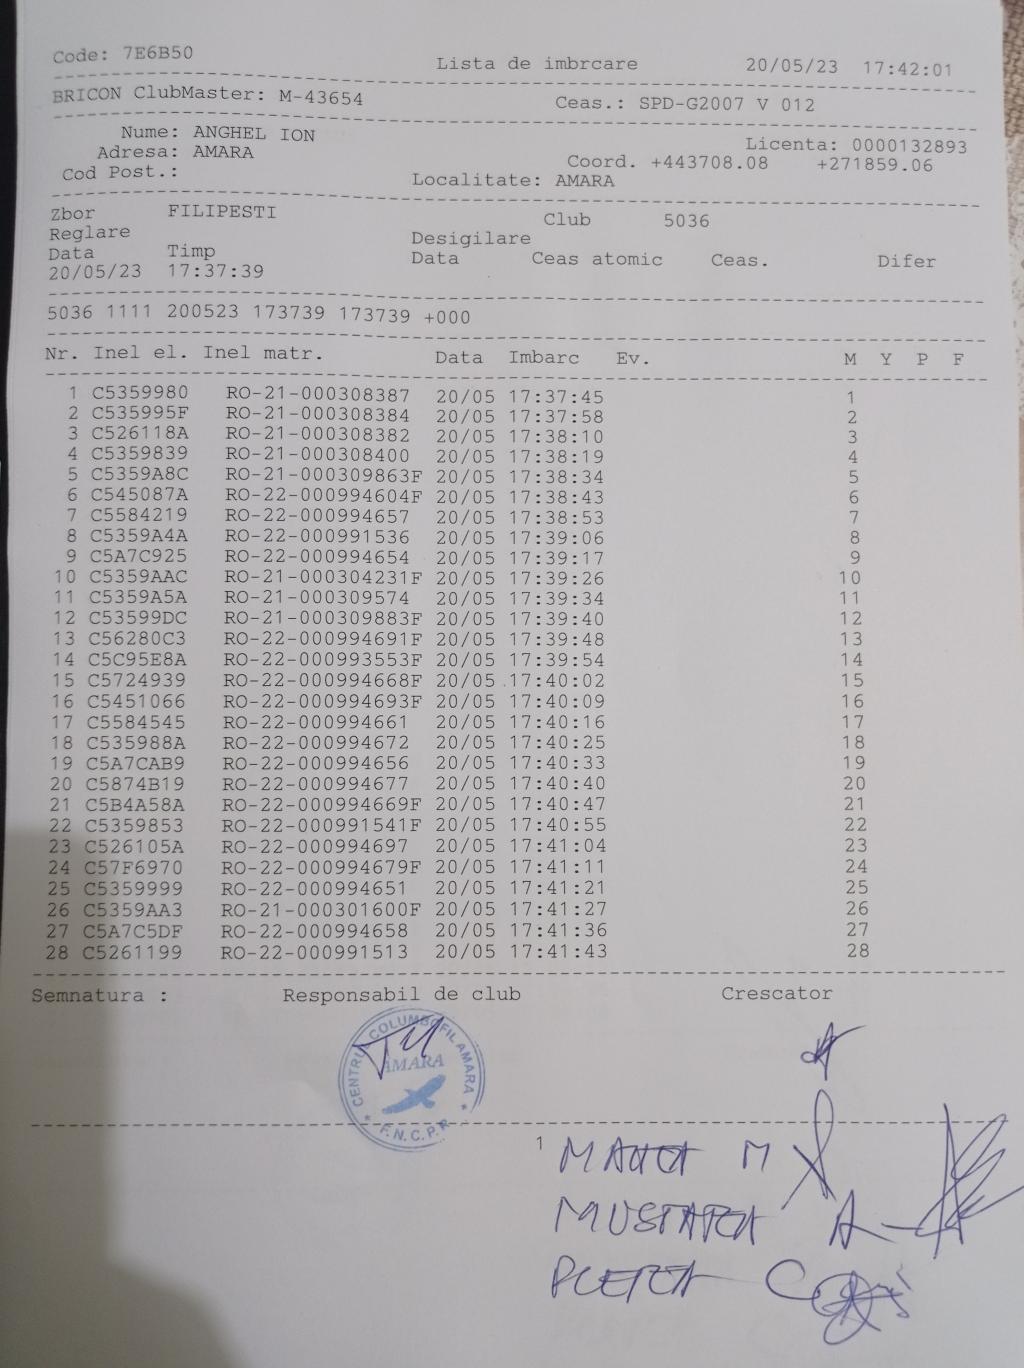 Code: 7E6B50 Lista de imbrcare 20/05/23 17:42:01
BRICON ClubMaster: M-43654 Ceas.: SPD-G2007 V 012
Nume: ANGHEL ION Licenta: 0000132893
Adresa: AMARA Coord. +443708.08 +271859.06
Cod Post.: Localitate: AMARA
Zbor FILIPESTI Club 5036
Reglare Desigilare
Data Timp Data Ceas atomic Ceas. Difer
20/05/23 17:37:39
5036 1111 200523 173739 173739 +000
Nr. Inel el. Inel matr. Data Imbarc Ev. M Y P F
1 C5359980 RO-21-000308387 20/05 17:37:45 1
2 C535995F RO-21-000308384 20/05 17:37:58 2
3 C526118A RO-21-000308382 20/05 17:38:10 3
4 C5359839 RO-21-000308400 20/05 17:38:19 4
5 C5359A8C RO-21-000309863F 20/05 17:38:34 5
6 C545087A RO-22-000994604F 20/05 17:38:43 6
7 C5584219 RO-22-000994657 20/05 17:38:53 7
8 C5359A4A RO-22-000991536 20/05 17:39:06 8
9 C5A7C925 RO-22-000994654 20/05 17:39:17 9
10 C5359AAC RO-21-000304231F 20/05 17:39:26 10
11 C5359A5A RO-21-000309574 20/05 17:39:34 11
12 C53599DC RO-21-000309883F 20/05 17:39:40 12
13 C56280C3 RO-22-000994691F 20/05 17:39:48 13
14 C5C95E8A RO-22-000993553F 20/05 17:39:54 14
15 C5724939 RO-22-000994668F 20/05 17:40:02 15
16 C5451066 RO-22-000994693F 20/05 17:40:09 16
17 C5584545 RO-22-000994661 20/05 17:40:16 17
18 C535988A RO-22-000994672 20/05 17:40:25 18
19 C5A7CAB9 RO-22-000994656 20/05 17:40:33 19
20 C5874B19 RO-22-000994677 20/05 17:40:40 20
21 C5B4A58A RO-22-000994669F 20/05 17:40:47 21
22 C5359853 RO-22-000991541F 20/05 17:40:55 22
23 C526105A RO-22-000994697 20/05 17:41:04 23
24 C57F6970 RO-22-000994679F 20/05 17:41:11 24
25 C5359999 RO-22-000994651 20/05 17:41:21 25
26 C5359AA3 RO-21-000301600F 20/05 17:41:27 26
27 C5A7C5DF RO-22-000994658 20/05 17:41:36 27
28 C5261199 RO-22-000991513 20/05 17:41:43 28
Semnatura : Responsabil de club Crescator
CENTRUL COLUMBOFIL AMARA
AMARA
F.N.C.P.R
1
M
MUSTATEA A
C